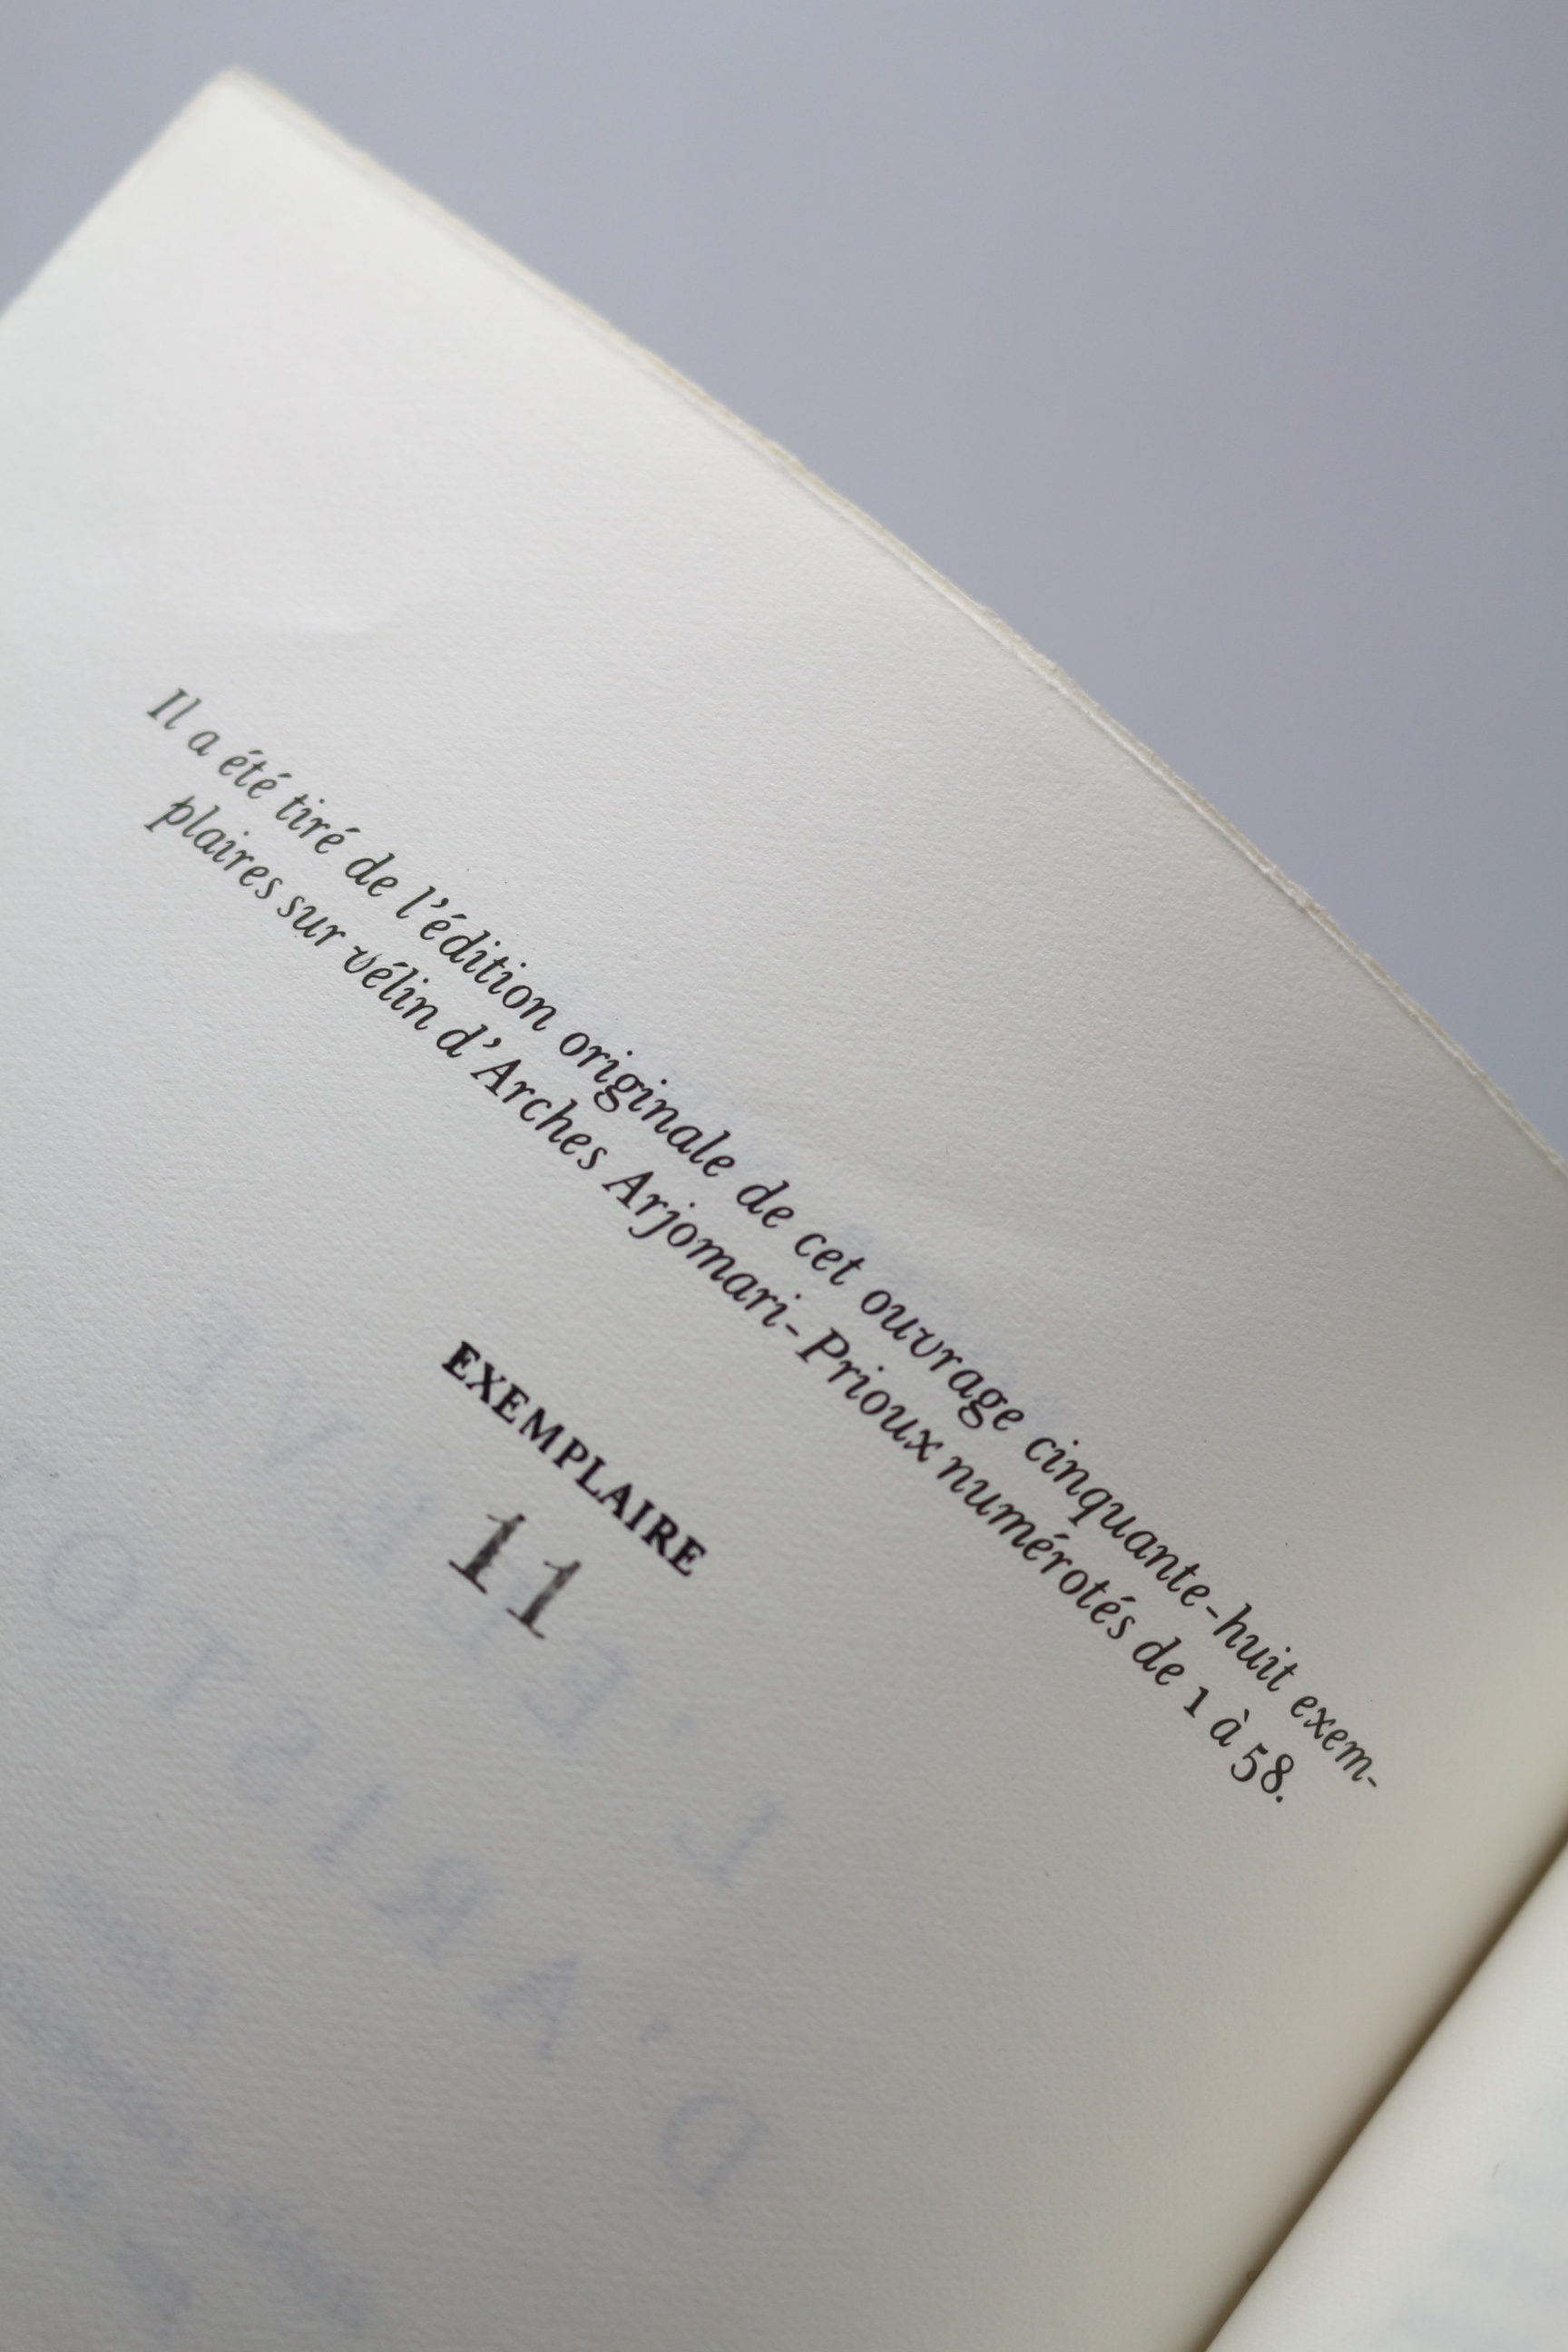 Il a été tiré de l'édition originale de cet ouvrage cinquante-huit exem-
plaires sur vélin d'Arches Arjomari-Prioux numérotés de 1 à 58.
EXEMPLAIRE
11